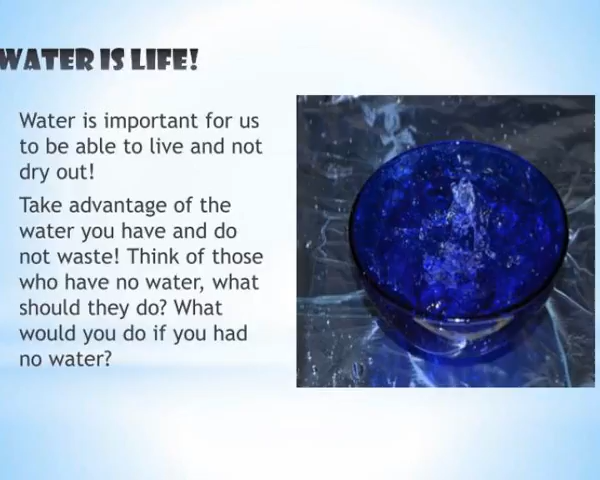 WATER IS LIFE!
Water is important for us
to be able to live and not
dry out!
Take advantage of the
water you have and do
not waste! Think of those
who have no water, what
should they do? What
would you do if you had
no water?